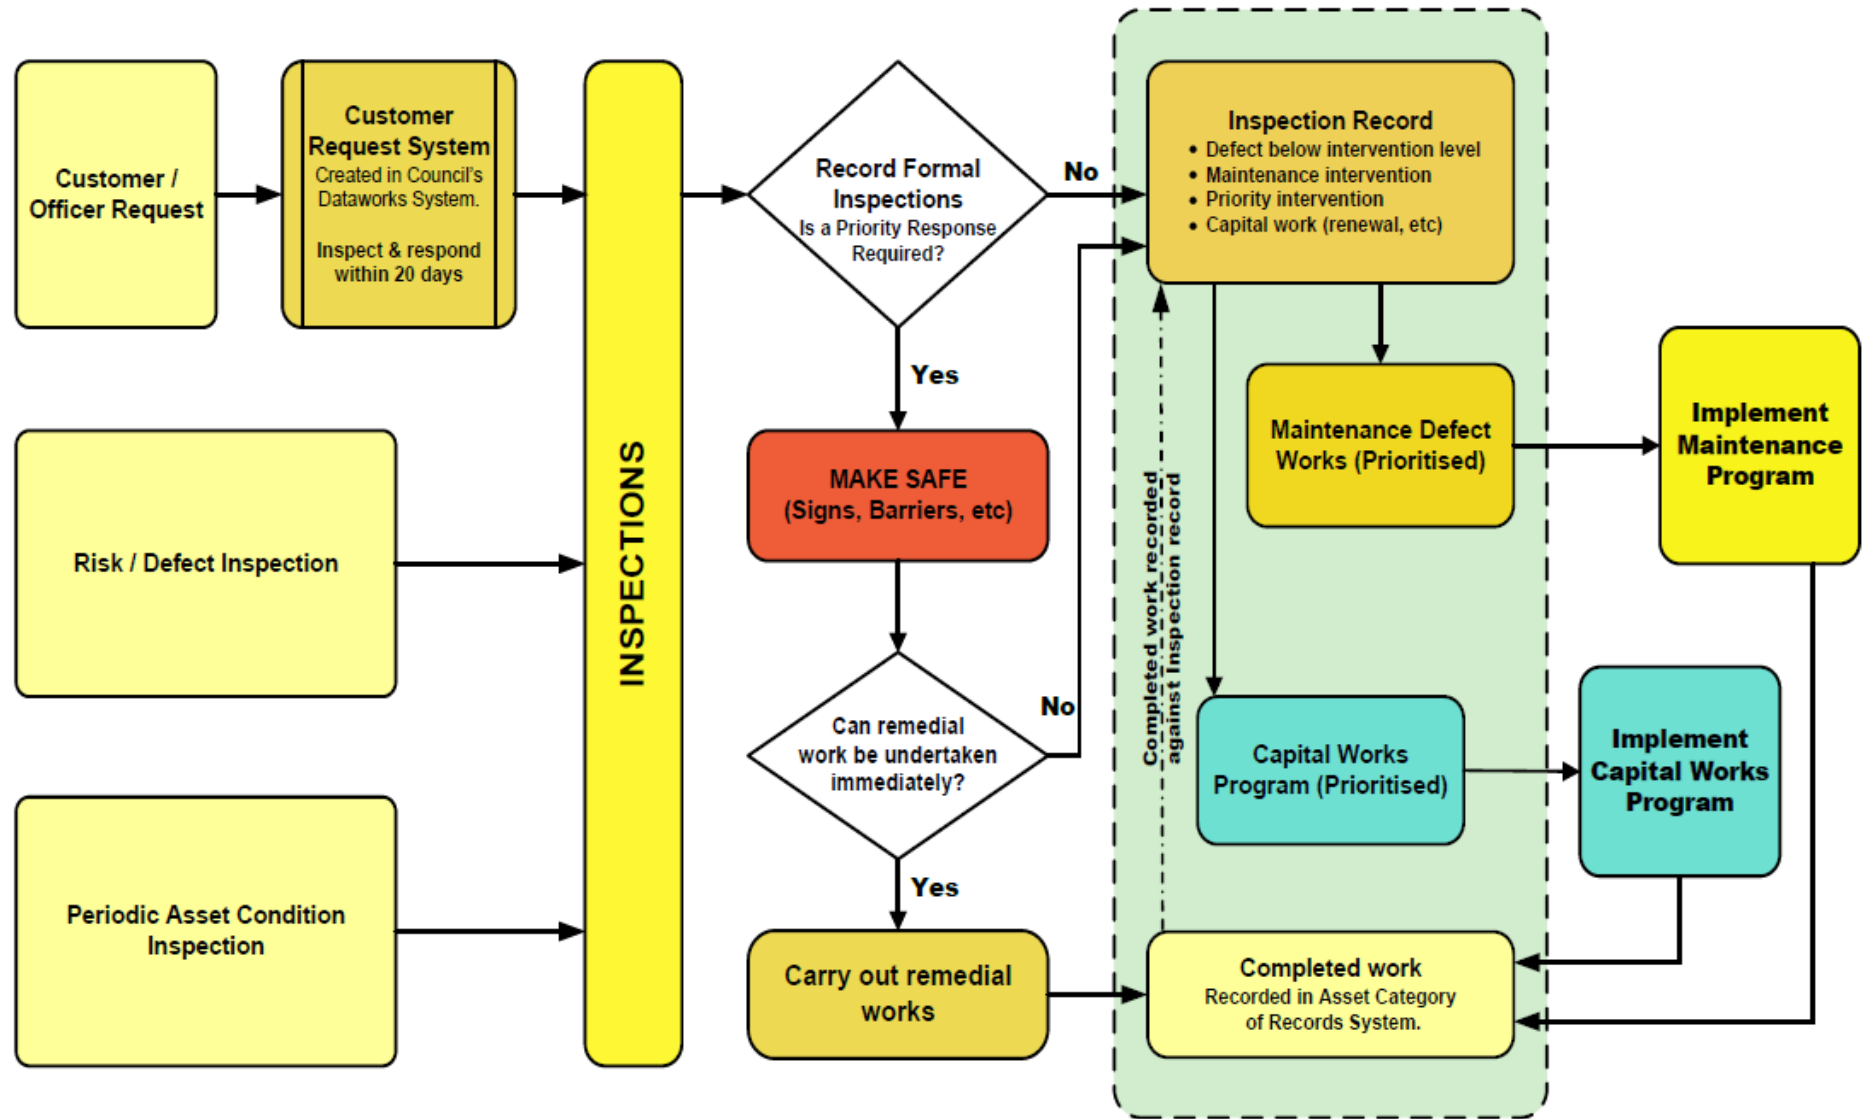 Customer /
Officer Request
Customer
Request System
Created in Council's
Dataworks System.
Inspect & respond
within 20 days
Risk / Defect Inspection
Periodic Asset Condition
Inspection
INSPECTIONS
Record Formal
Inspections
Is a Priority Response
Required?
No
Yes
MAKE SAFE
(Signs, Barriers, etc)
Can remedial
work be undertaken
immediately?
No
Yes
Carry out remedial
works
Inspection Record
• Defect below intervention level
• Maintenance intervention
• Priority intervention
• Capital work (renewal, etc)
Maintenance Defect
Works (Prioritised)
Completed work recorded
against Inspection record
Capital Works
Program (Prioritised)
Completed work
Recorded in Asset Category
of Records System.
Implement
Maintenance
Program
Implement
Capital Works
Program